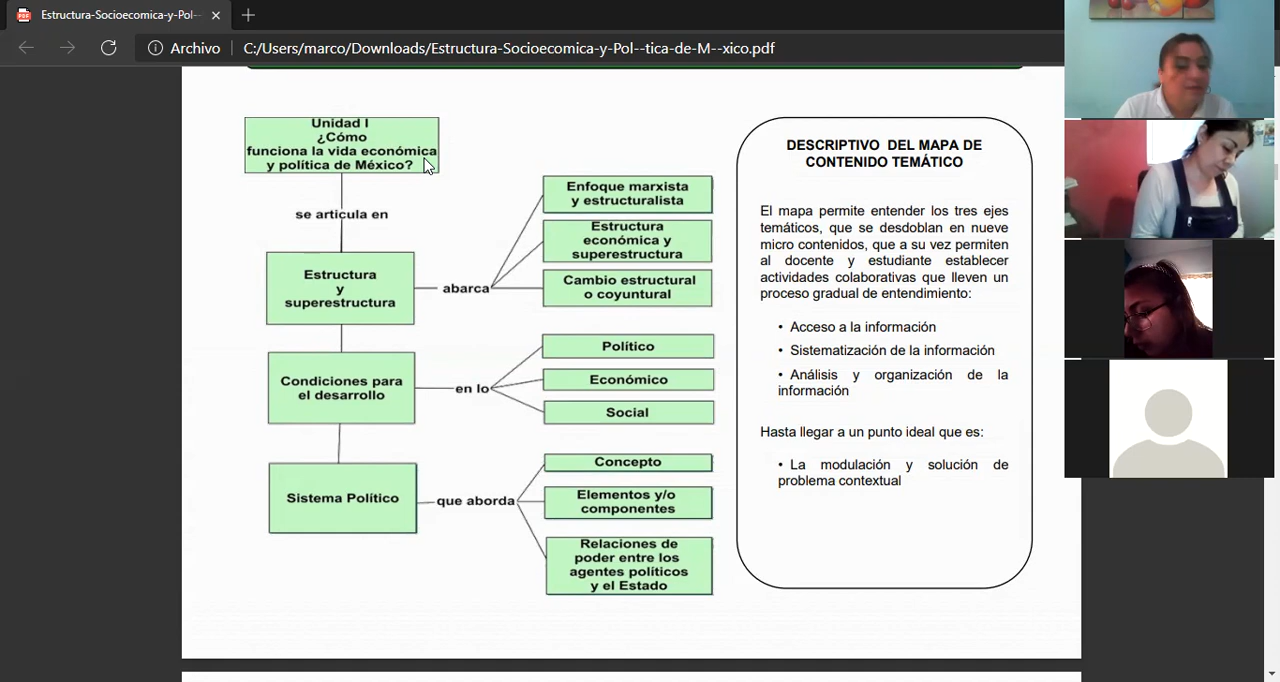 Estructura-Socioecomica-y-Pol--
Archivo
C:/Users/marco/Downloads/Estructura-Socioecomica-y-Pol--tica-de-M--xico.pdf
Unidad I
¿Cómo
funciona la vida económica
y política de México?
se articula en
Estructura
y
superestructura
abarca
Enfoque marxista
y estructuralista
Estructura
económica y
superestructura
Cambio estructural
o coyuntural
Condiciones para
el desarrollo
en lo
Político
Económico
Social
Sistema Político
que aborda
Concepto
Elementos y/o
componentes
Relaciones de
poder entre los
agentes políticos
y el Estado
DESCRIPTIVO DEL MAPA DE
CONTENIDO TEMÁTICO
El mapa permite entender los tres ejes
temáticos, que se desdoblan en nueve
micro contenidos, que a su vez permiten
al docente y estudiante establecer
actividades colaborativas que lleven un
proceso gradual de entendimiento:
• Acceso a la información
• Sistematización de la información
• Análisis y organización de la
información
Hasta llegar a un punto ideal que es:
• La modulación y solución de
problema contextual